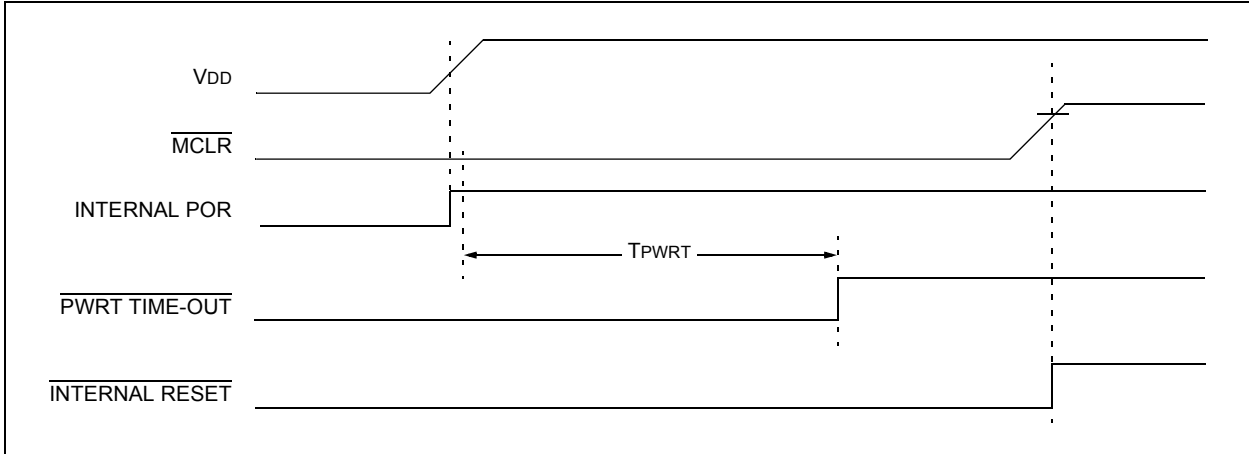 VDD
MCLR
INTERNAL POR
TPWRT
PWRT TIME-OUT
INTERNAL RESET